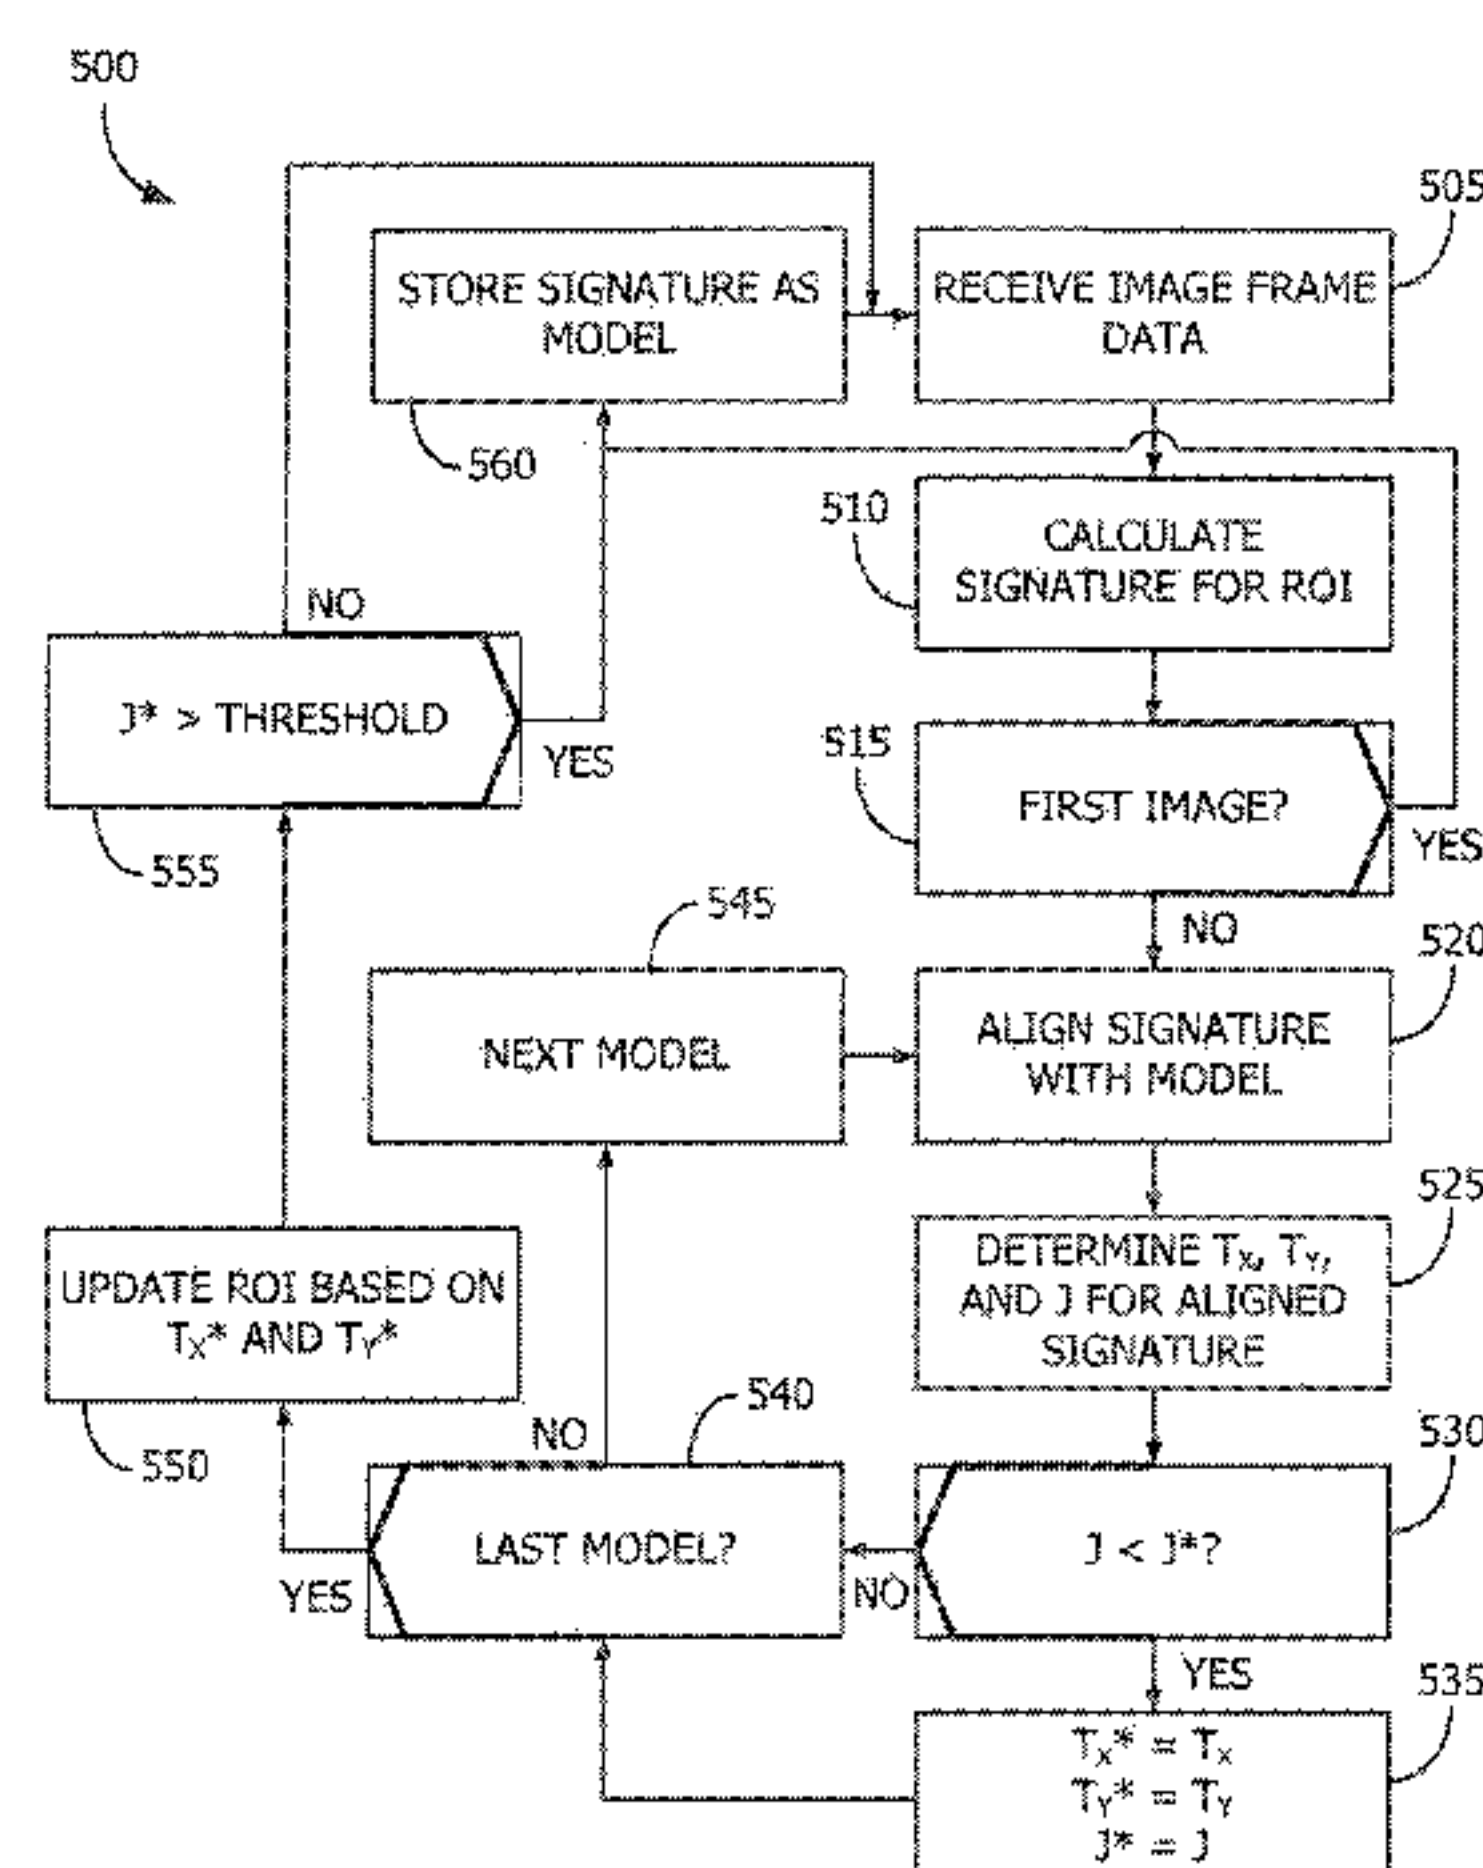 500
505
STORE SIGNATURE AS
MODEL
RECEIVE IMAGE FRAME
DATA
560
510
CALCULATE
SIGNATURE FOR ROI
NO
J* > THRESHOLD
YES
515
FIRST IMAGE?
YES
555
545
NO
520
NEXT MODEL
ALIGN SIGNATURE
WITH MODEL
525
DETERMINE TX, TY,
AND J FOR ALIGNED
SIGNATURE
UPDATE ROI BASED ON
TX* AND TY*
540
530
NO
550
LAST MODEL?
J < J*?
YES
NO
YES
535
TX* = TX
TY* = TY
J* = J